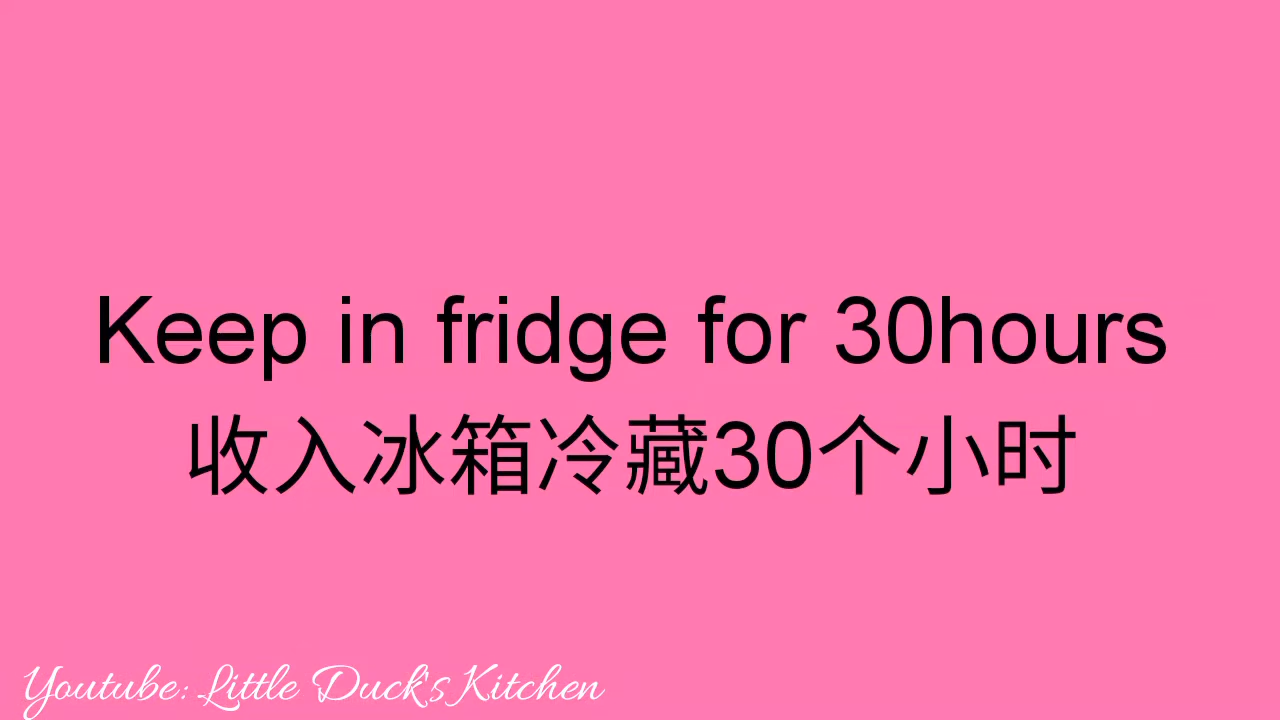 Keep in fridge for 30hours
收入冰箱冷藏30个小时
Youtube: Little Duck's Kitchen